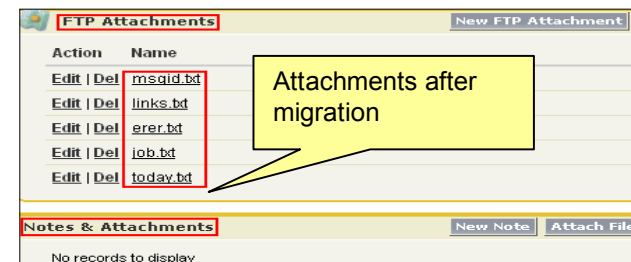 FTP Attachments New FTP Attachment
Action Name
Edit | Del msgid.txt
Edit | Del links.txt
Edit | Del erer.txt
Edit | Del job.txt
Edit | Del today.txt
Attachments after
migration
Notes & Attachments New Note Attach File
No records to display